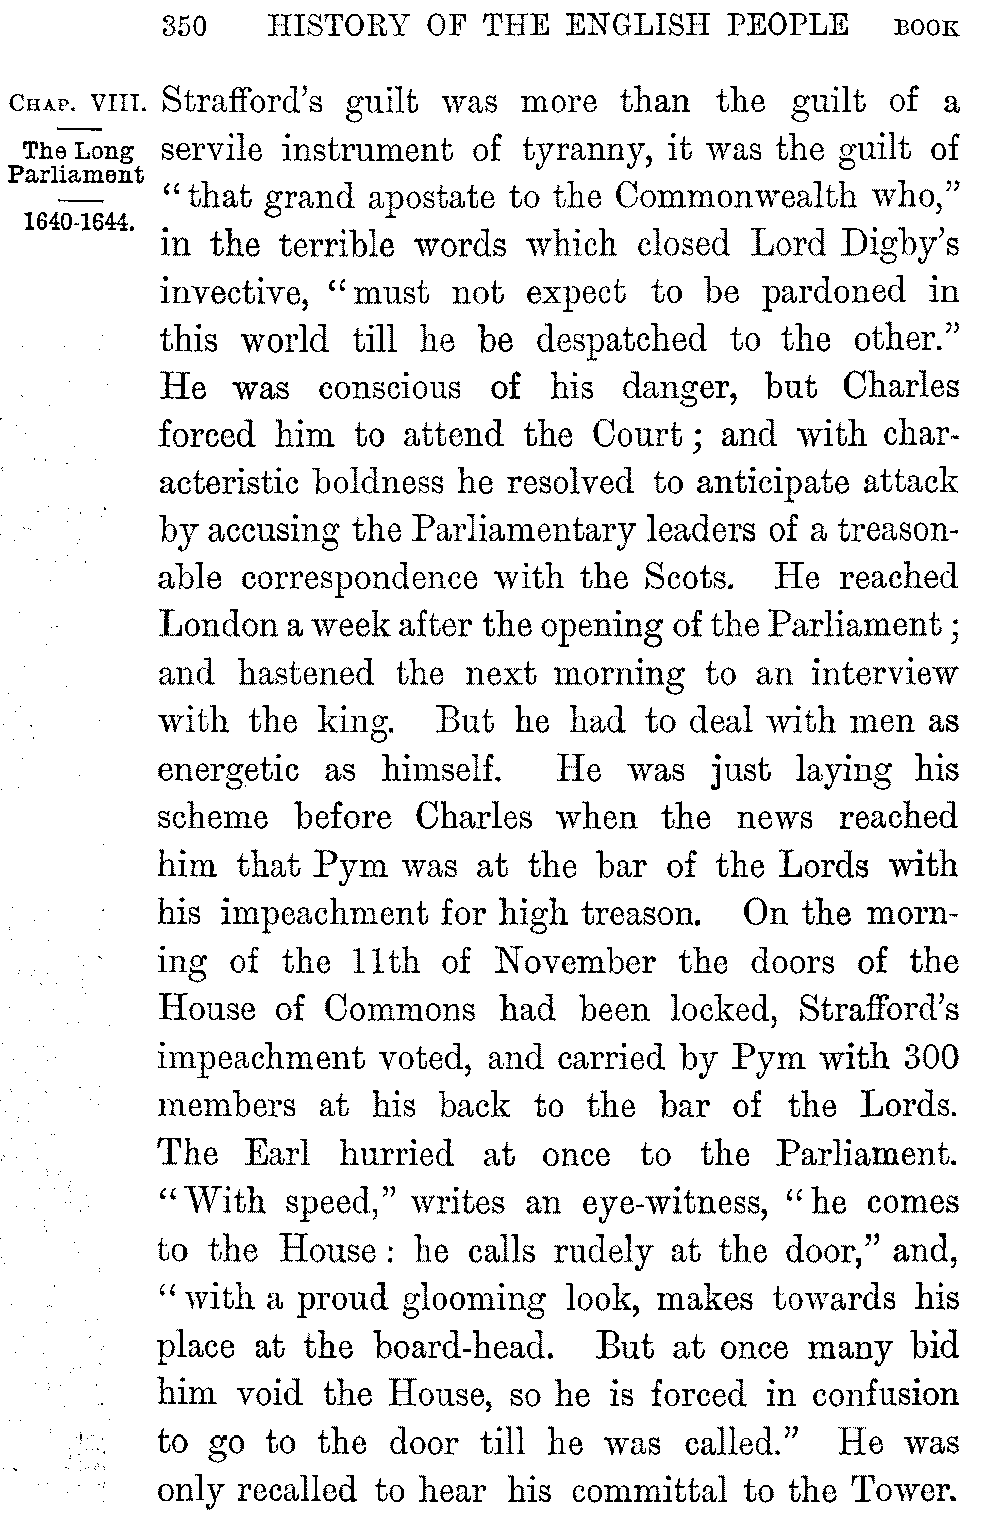 350 HISTORY OF THE ENGLISH PEOPLE BOOK
CHAP. VIII.
The Long
Parliament
1640-1644.
Strafford's guilt was more than the guilt of a
servile instrument of tyranny, it was the guilt of
“that grand apostate to the Commonwealth who,”
in the terrible words which closed Lord Digby's
invective, “must not expect to be pardoned in
this world till he be despatched to the other.”
He was conscious of his danger, but Charles
forced him to attend the Court; and with char-
acteristic boldness he resolved to anticipate attack
by accusing the Parliamentary leaders of a treason-
able correspondence with the Scots. He reached
London a week after the opening of the Parliament;
and hastened the next morning to an interview
with the king. But he had to deal with men as
energetic as himself. He was just laying his
scheme before Charles when the news reached
him that Pym was at the bar of the Lords with
his impeachment for high treason. On the morn-
ing of the 11th of November the doors of the
House of Commons had been locked, Strafford's
impeachment voted, and carried by Pym with 300
members at his back to the bar of the Lords.
The Earl hurried at once to the Parliament.
“With speed,” writes an eye-witness, “he comes
to the House: he calls rudely at the door,” and,
“with a proud glooming look, makes towards his
place at the board-head. But at once many bid
him void the House, so he is forced in confusion
to go to the door till he was called.” He was
only recalled to hear his committal to the Tower.